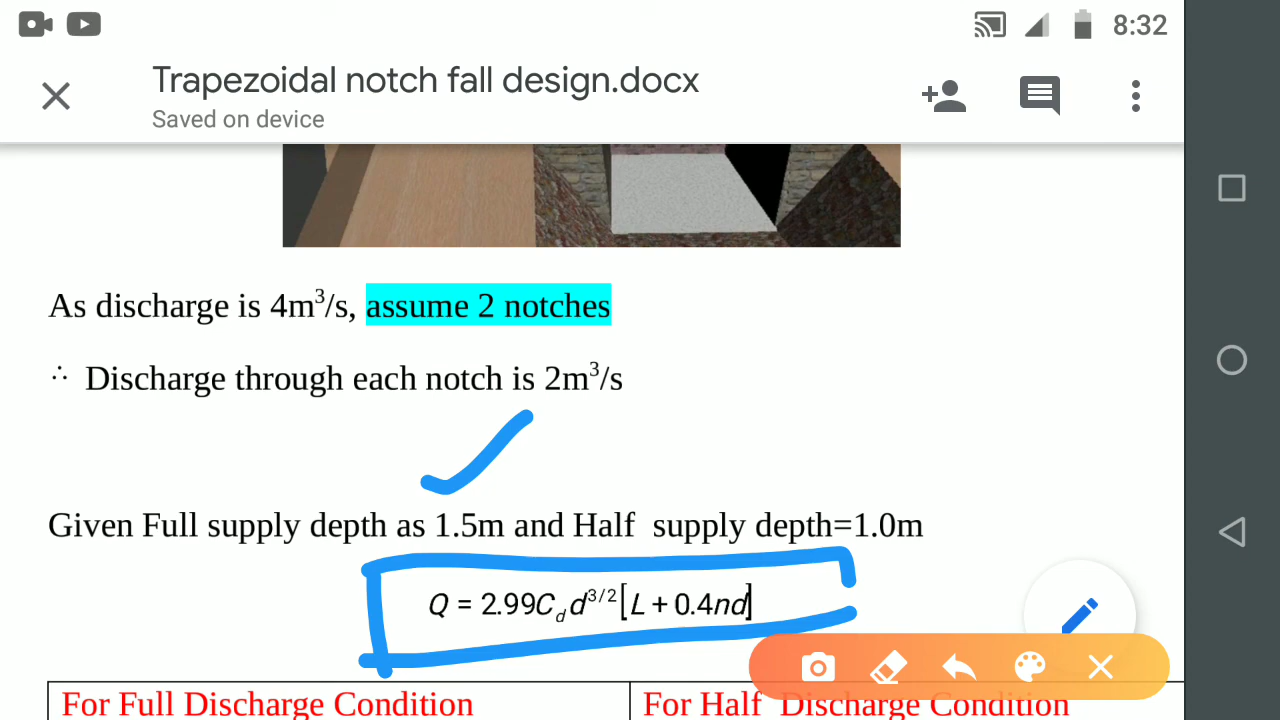 8:32
Trapezoidal notch fall design.docx
Saved on device
As discharge is 4m³/s, assume 2 notches
∴ Discharge through each notch is 2m³/s
Given Full supply depth as 1.5m and Half supply depth=1.0m
Q = 2.99C_d d^{3/2}[L + 0.4nd]
For Full Discharge Condition
For Half Discharge Condition